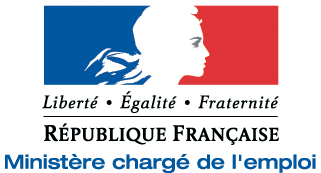 Liberté • Égalité • Fraternité
RÉPUBLIQUE FRANÇAISE
Ministère chargé de l'emploi